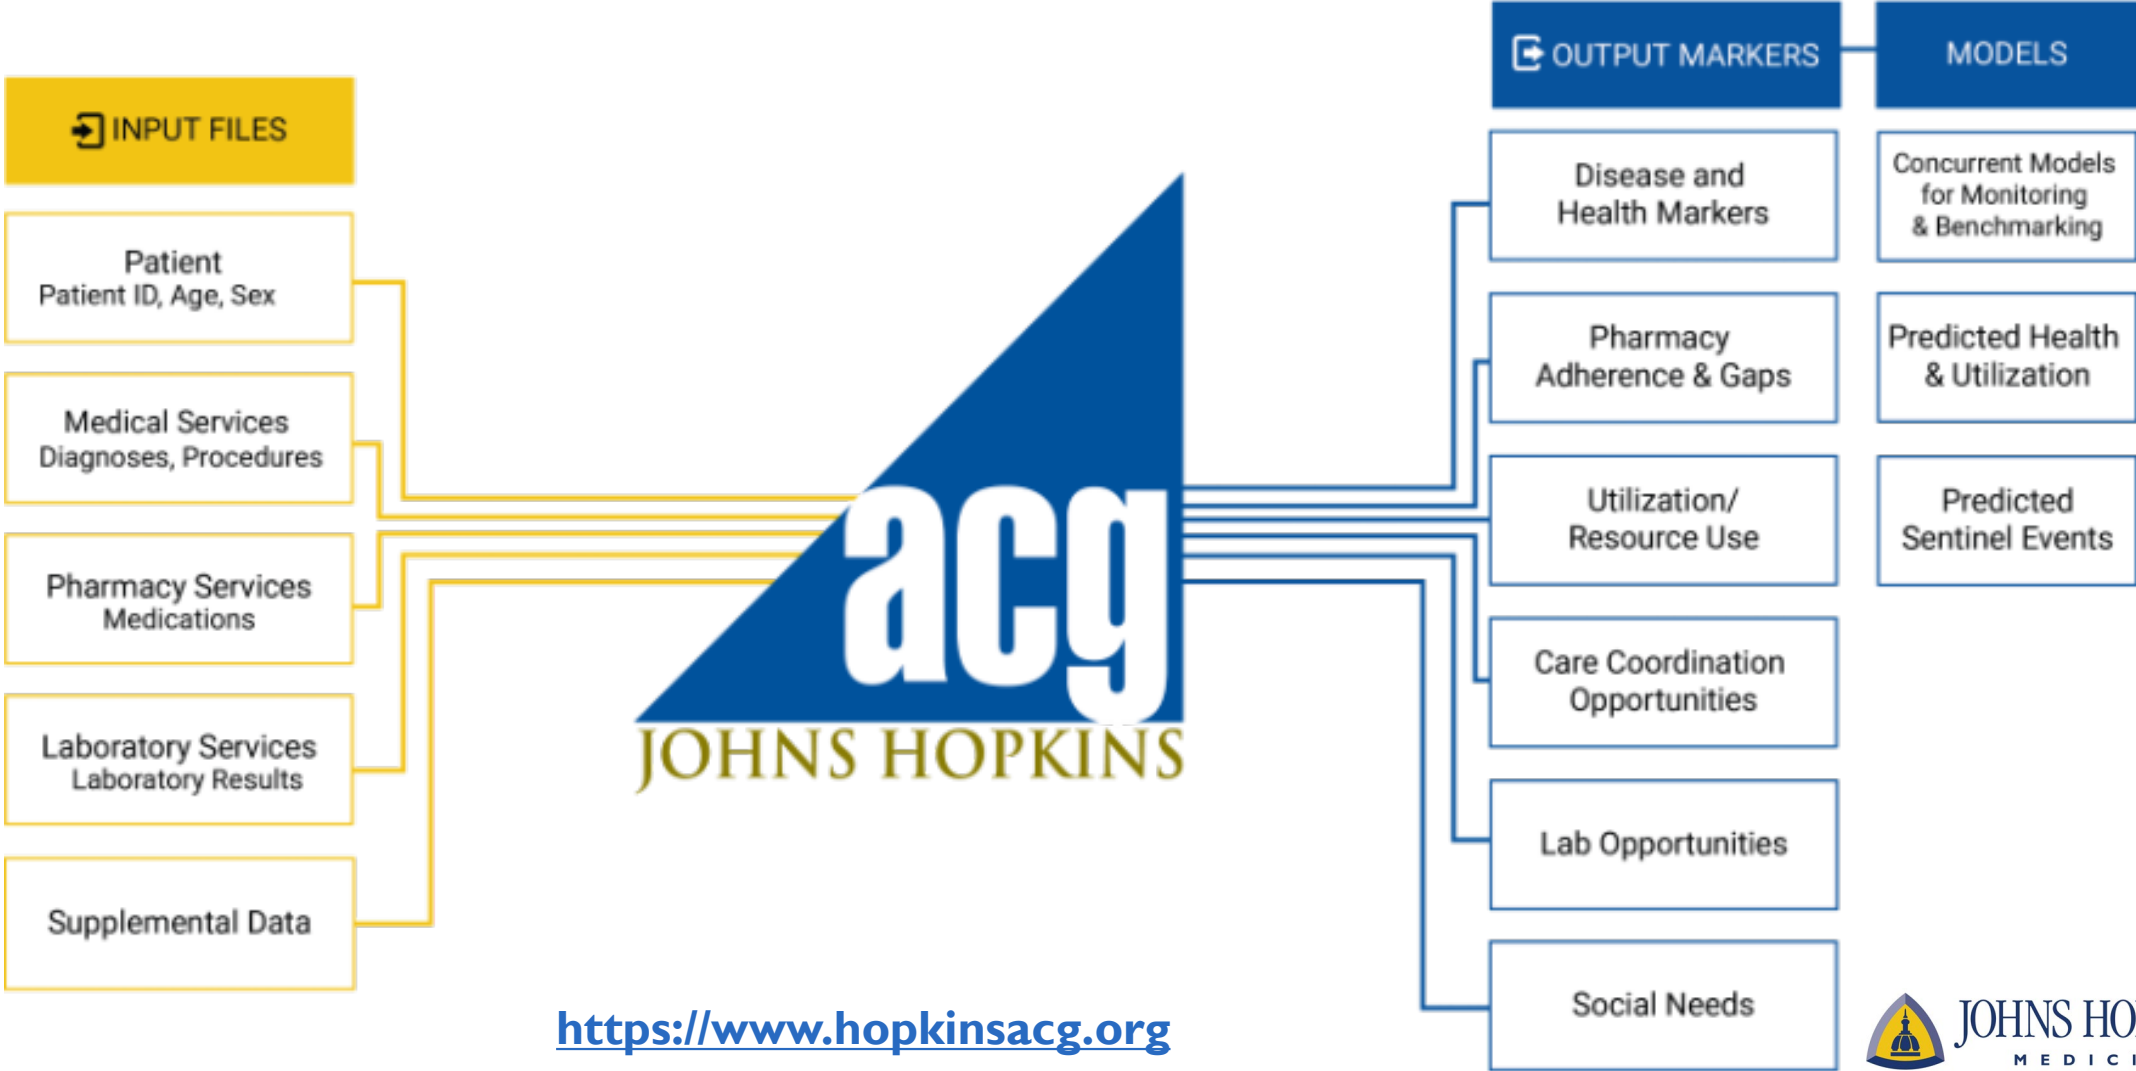 INPUT FILES
Patient
Patient ID, Age, Sex
Medical Services
Diagnoses, Procedures
Pharmacy Services
Medications
Laboratory Services
Laboratory Results
Supplemental Data
acg
JOHNS HOPKINS
https://www.hopkinsacg.org
OUTPUT MARKERS
Disease and
Health Markers
Pharmacy
Adherence & Gaps
Utilization/
Resource Use
Care Coordination
Opportunities
Lab Opportunities
Social Needs
MODELS
Concurrent Models
for Monitoring
& Benchmarking
Predicted Health
& Utilization
Predicted
Sentinel Events
JOHNS